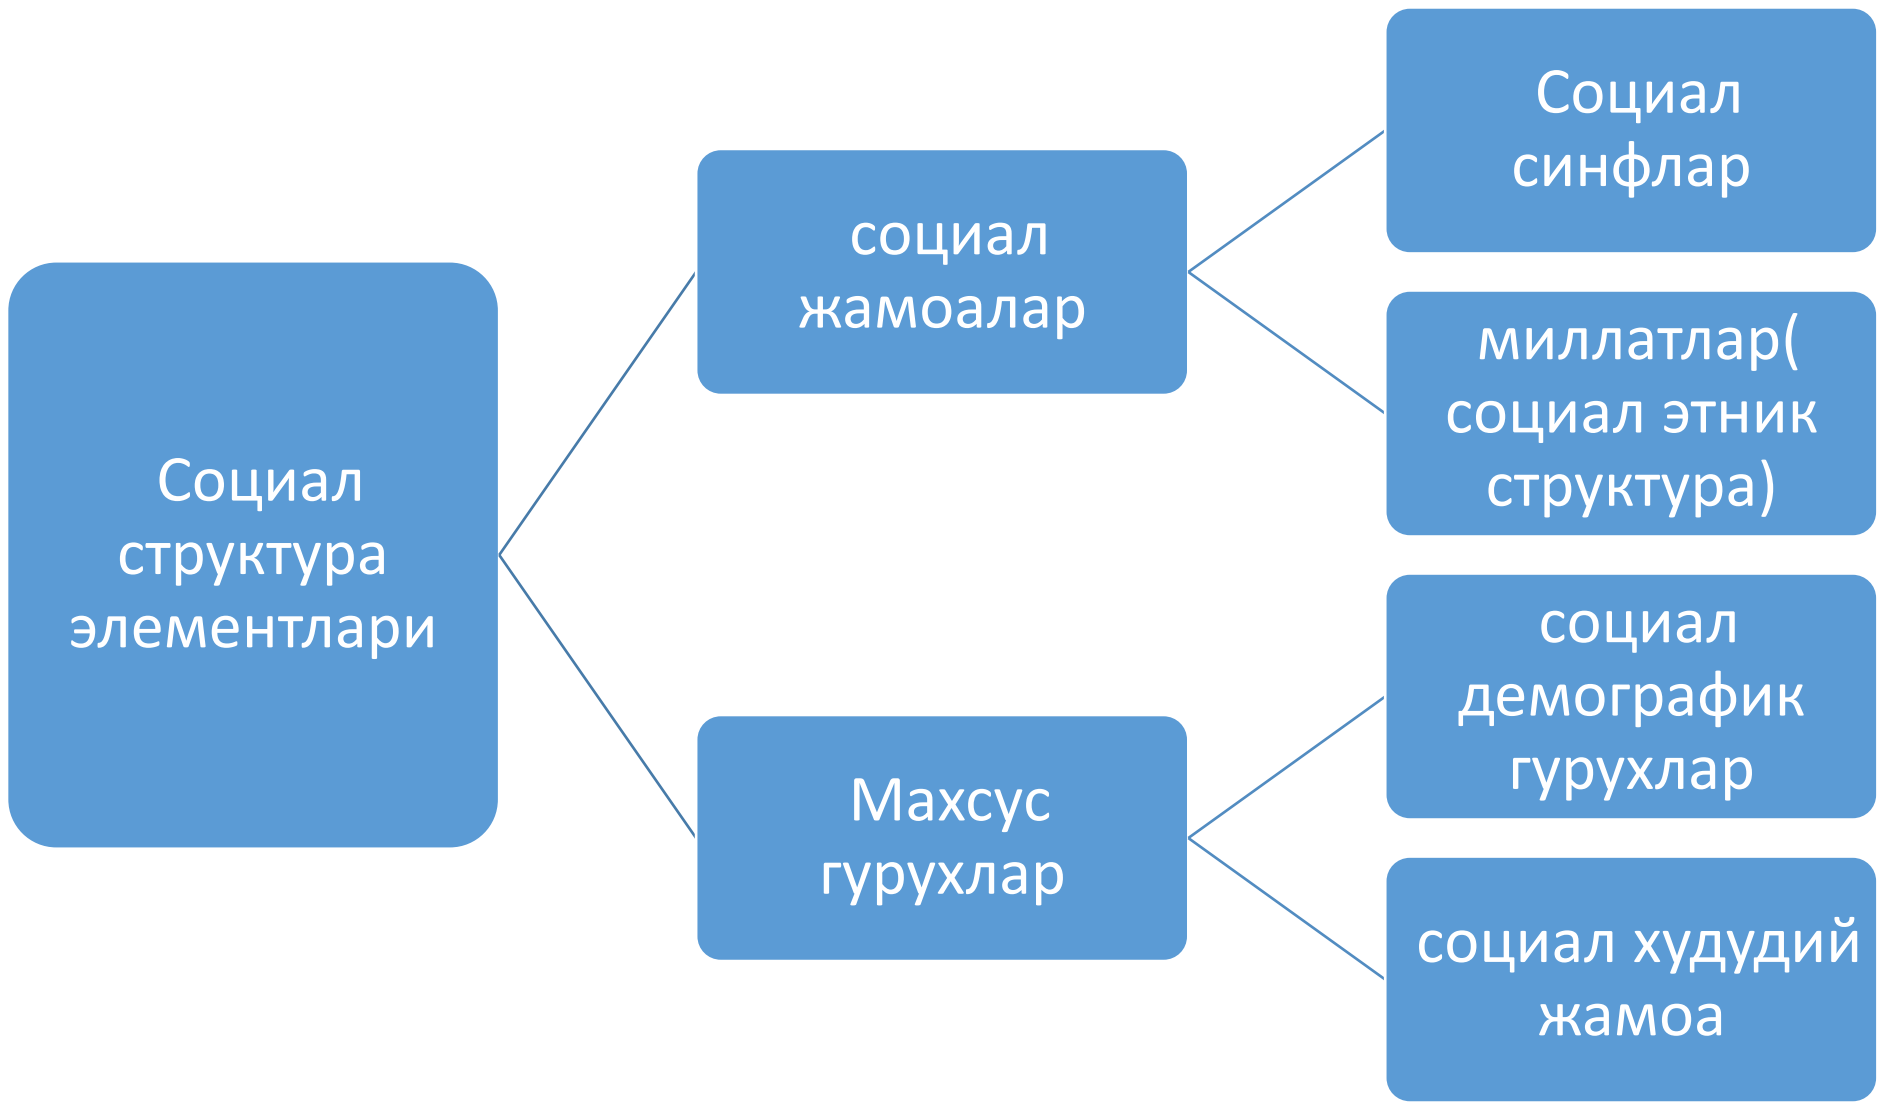 Социал
структура
элементлари
социал
жамоалар
Социал
синфлар
миллатлар(
социал этник
структура)
Махсус
гурухлар
социал
демографик
гурухлар
социал худудий
жамоа